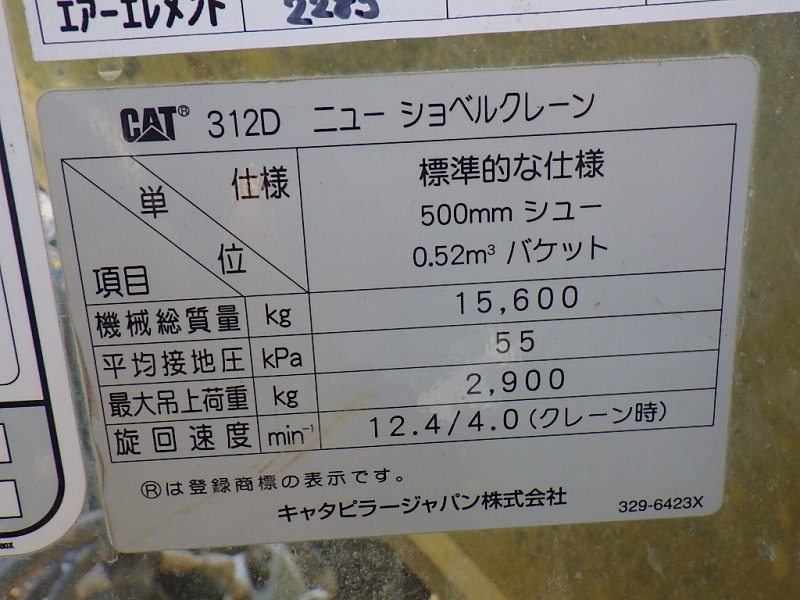 エアーエレメント 2285
CAT® 312D ニュー ショベルクレーン
仕様 単位 項目
標準的な仕様
500mm シュー
0.52m³ バケット
機械総質量 kg 15,600
平均接地圧 kPa 55
最大吊上荷重 kg 2,900
旋回速度 min⁻¹ 12.4/4.0(クレーン時)
®は登録商標の表示です。
キャタピラージャパン株式会社 329-6423X